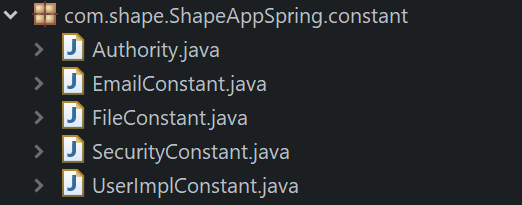 com.shape.ShapeAppSpring.constant
Authority.java
EmailConstant.java
FileConstant.java
SecurityConstant.java
UserImplConstant.java